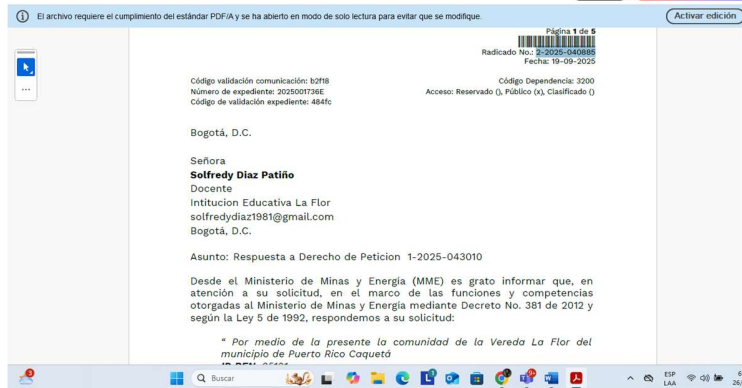 El archivo requiere el cumplimiento del estándar PDF/A y se ha abierto en modo de solo lectura para evitar que se modifique.
Activar edición
Página 1 de 5
Radicado No.: 2-2025-040885
Fecha: 19-09-2025
Código validación comunicación: b2f18
Número de expediente: 2025001736E
Código de validación expediente: 484fc
Código Dependencia: 3200
Acceso: Reservado (), Público (x), Clasificado ()
Bogotá, D.C.
Señora
Solfredy Diaz Patiño
Docente
Intitucion Educativa La Flor
solfredydiaz1981@gmail.com
Bogotá, D.C.
Asunto: Respuesta a Derecho de Peticion 1-2025-043010
Desde el Ministerio de Minas y Energía (MME) es grato informar que, en
atención a su solicitud, en el marco de las funciones y competencias
otorgadas al Ministerio de Minas y Energia mediante Decreto No. 381 de 2012 y
según la Ley 5 de 1992, respondemos a su solicitud:
“ Por medio de la presente la comunidad de la Vereda La Flor del
municipio de Puerto Rico Caquetá
Buscar
ESP
LAA